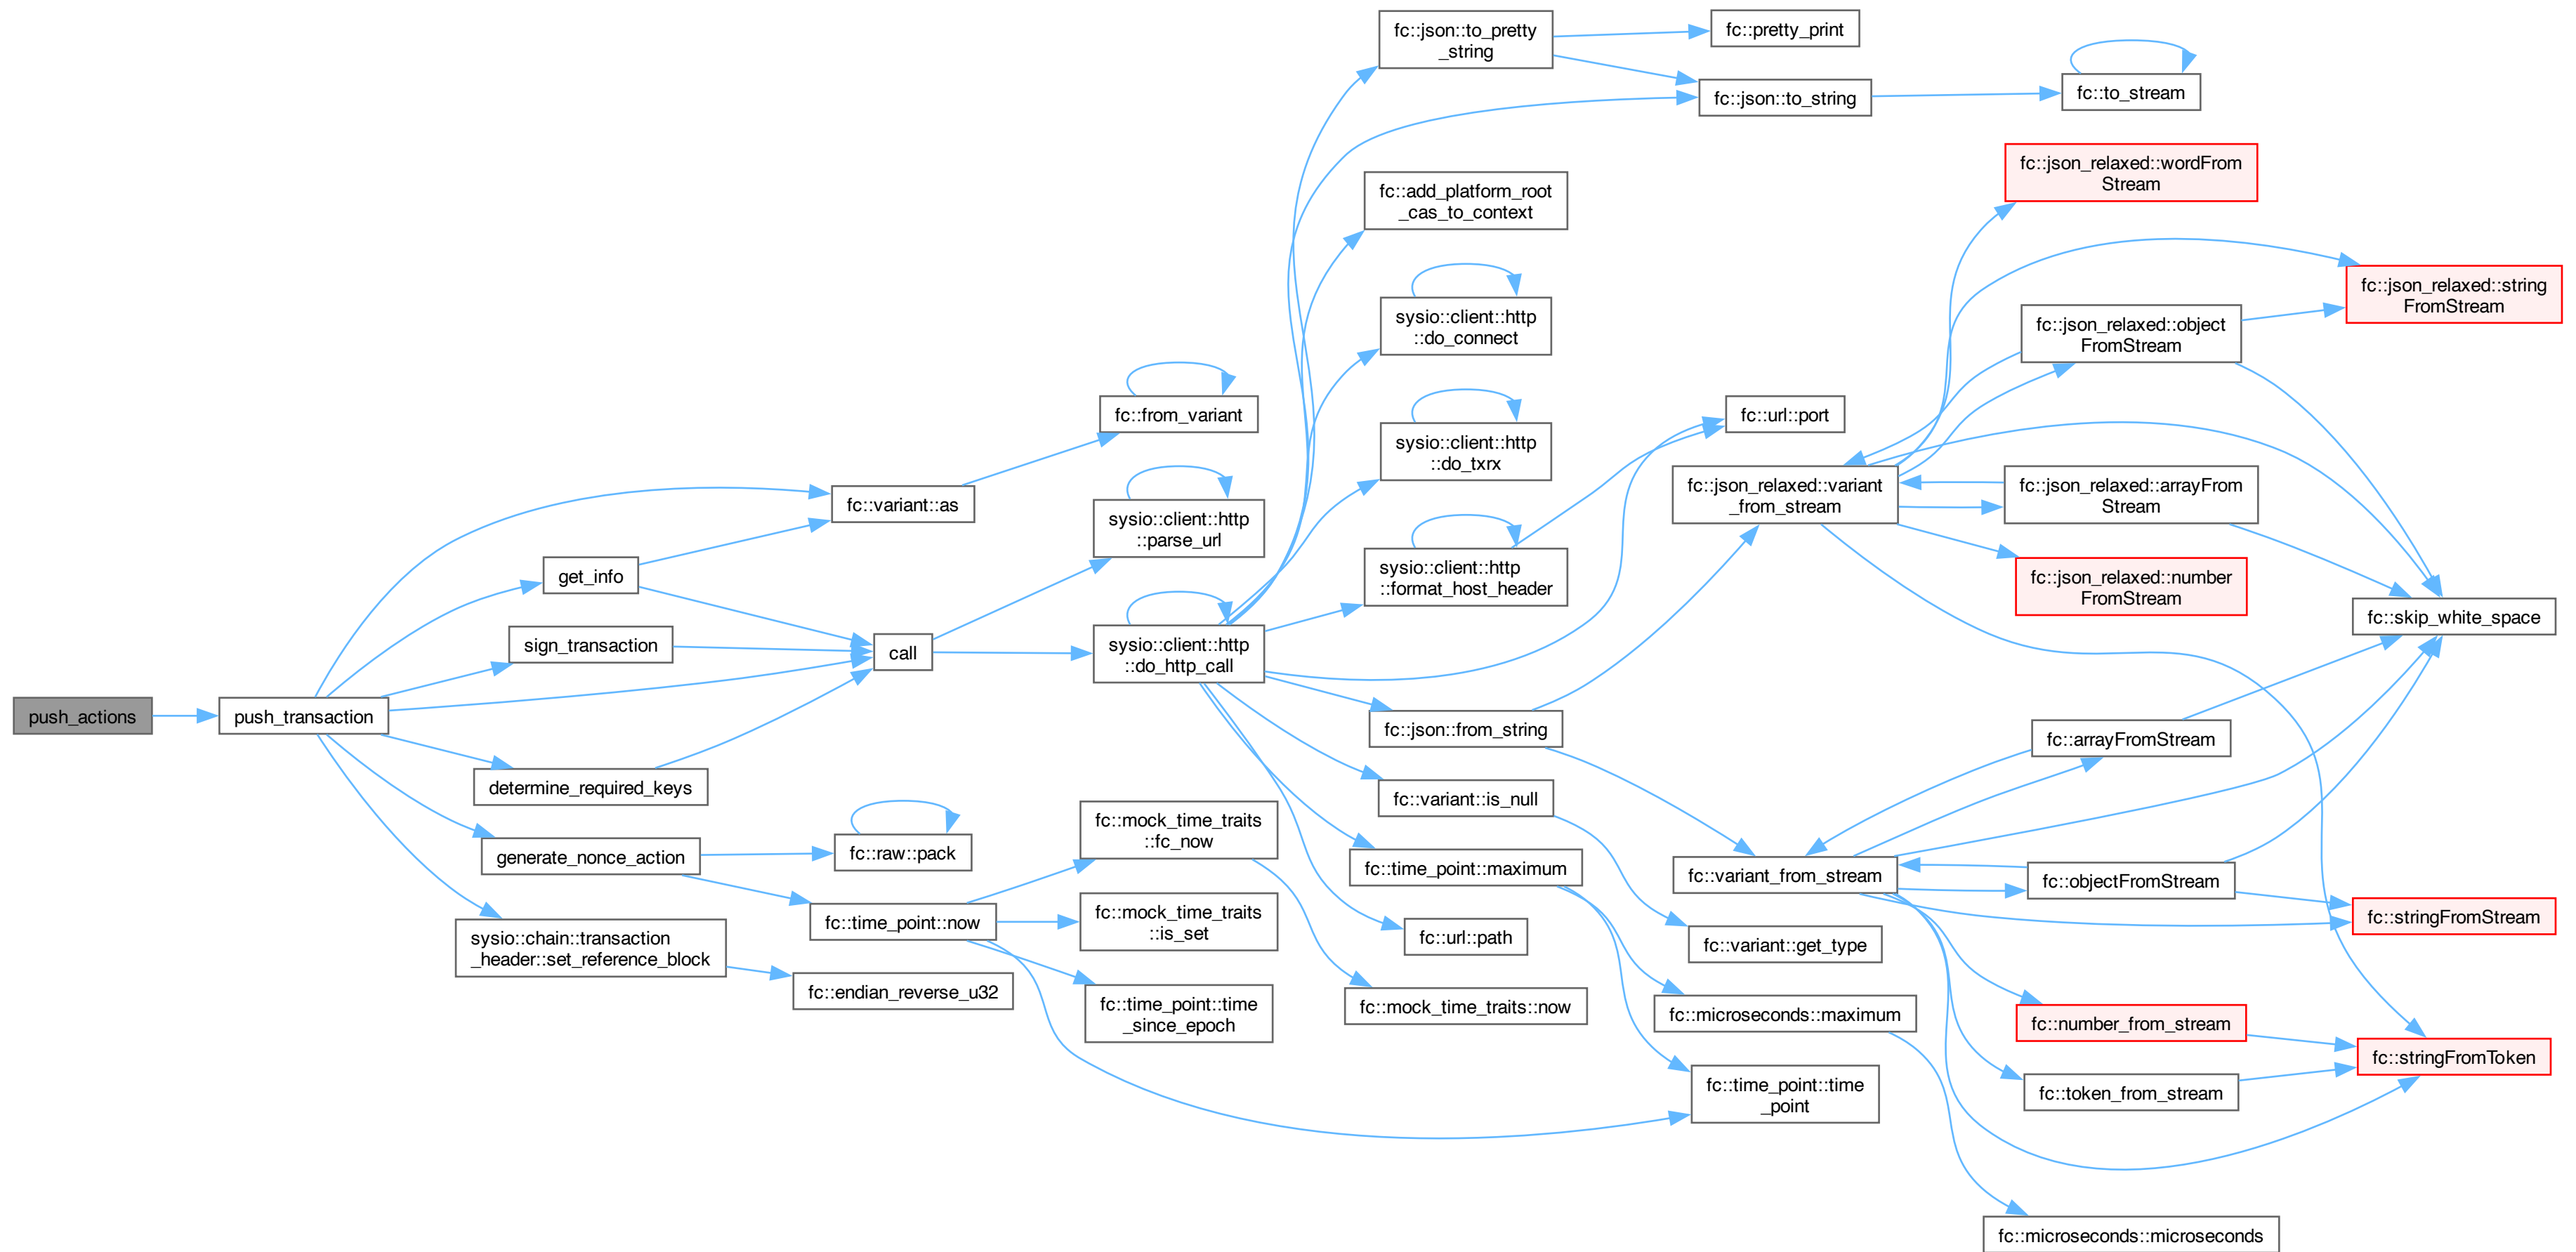 push_actions
push_transaction
get_info
sign_transaction
determine_required_keys
generate_nonce_action
sysio::chain::transaction
_header::set_reference_block
fc::variant::as
call
fc::raw::pack
fc::time_point::now
fc::endian_reverse_u32
fc::from_variant
sysio::client::http
::parse_url
sysio::client::http
::do_http_call
fc::mock_time_traits
::fc_now
fc::mock_time_traits
::is_set
fc::time_point::time
_since_epoch
fc::json::to_pretty
_string
fc::add_platform_root
_cas_to_context
sysio::client::http
::do_connect
sysio::client::http
::do_txrx
sysio::client::http
::format_host_header
fc::json::from_string
fc::variant::is_null
fc::time_point::maximum
fc::url::path
fc::mock_time_traits::now
fc::pretty_print
fc::json::to_string
fc::url::port
fc::json_relaxed::variant
_from_stream
fc::variant_from_stream
fc::variant::get_type
fc::microseconds::maximum
fc::time_point::time
_point
fc::to_stream
fc::json_relaxed::wordFrom
Stream
fc::json_relaxed::object
FromStream
fc::json_relaxed::arrayFrom
Stream
fc::json_relaxed::number
FromStream
fc::arrayFromStream
fc::objectFromStream
fc::number_from_stream
fc::token_from_stream
fc::microseconds::microseconds
fc::json_relaxed::string
FromStream
fc::skip_white_space
fc::stringFromStream
fc::stringFromToken